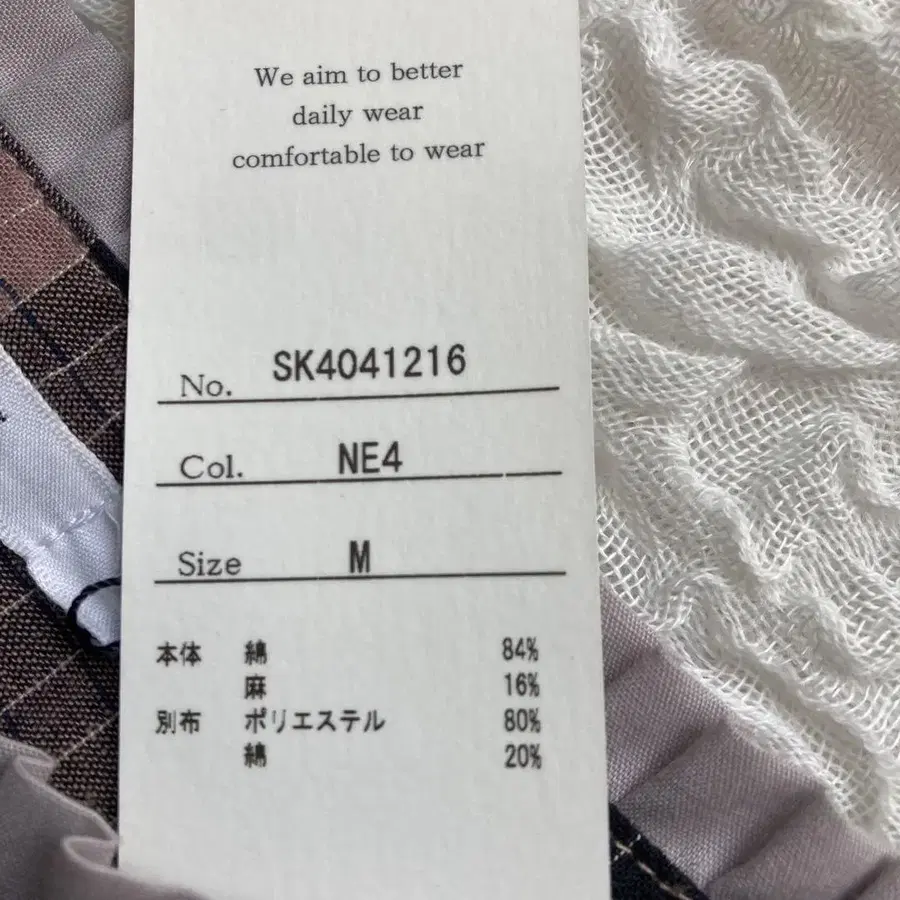 We aim to better
daily wear
comfortable to wear
No. SK4041216
Col. NE4
Size M
本体 綿 84%
麻 16%
別布 ポリエステル 80%
綿 20%